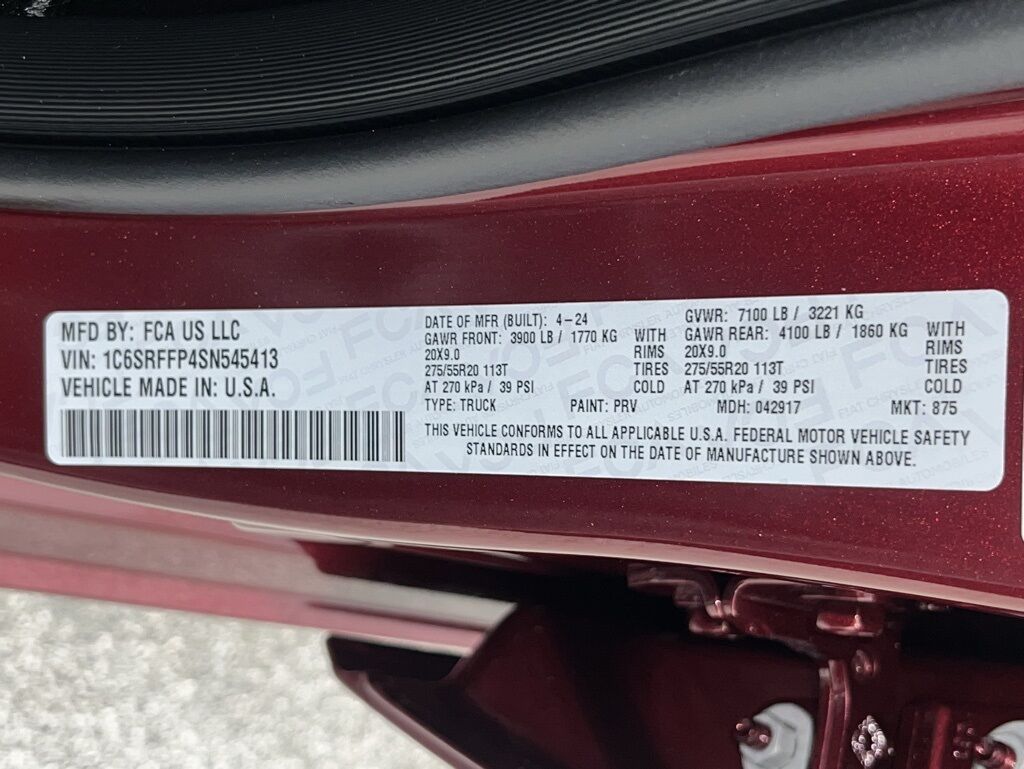 MFD BY: FCA US LLC
VIN: 1C6SRFFP4SN545413
VEHICLE MADE IN: U.S.A.
DATE OF MFR (BUILT): 4-24
GVWR: 7100 LB / 3221 KG
GAWR FRONT: 3900 LB / 1770 KG WITH
GAWR REAR: 4100 LB / 1860 KG WITH
20X9.0 RIMS
20X9.0 RIMS
275/55R20 113T TIRES
275/55R20 113T TIRES
AT 270 kPa / 39 PSI COLD
AT 270 kPa / 39 PSI COLD
TYPE: TRUCK PAINT: PRV MDH: 042917 MKT: 875
THIS VEHICLE CONFORMS TO ALL APPLICABLE U.S.A. FEDERAL MOTOR VEHICLE SAFETY
STANDARDS IN EFFECT ON THE DATE OF MANUFACTURE SHOWN ABOVE.